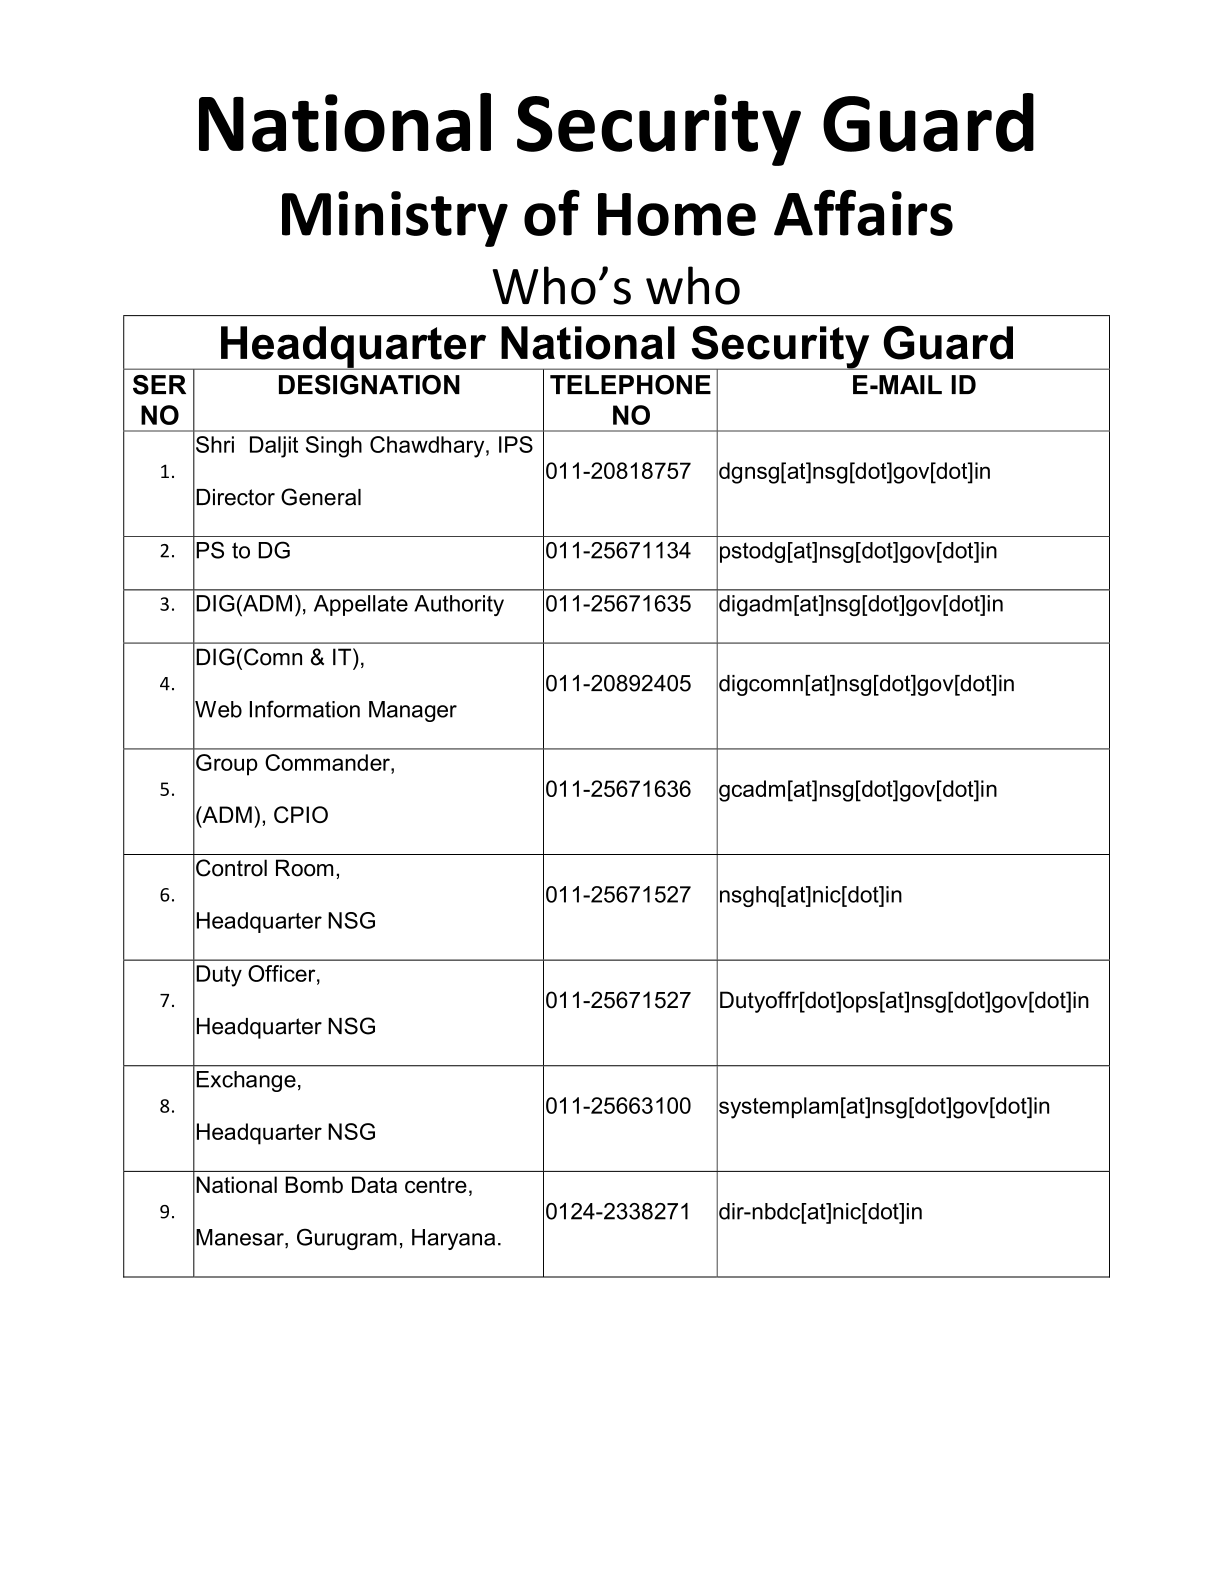 National Security Guard
Ministry of Home Affairs
Who’s who
Headquarter National Security Guard
SER NO DESIGNATION TELEPHONE NO E-MAIL ID
1. Shri  Daljit Singh Chawdhary, IPS
Director General 011-20818757 dgnsg[at]nsg[dot]gov[dot]in
2. PS to DG 011-25671134 pstodg[at]nsg[dot]gov[dot]in
3. DIG(ADM), Appellate Authority 011-25671635 digadm[at]nsg[dot]gov[dot]in
4. DIG(Comn & IT),
Web Information Manager 011-20892405 digcomn[at]nsg[dot]gov[dot]in
5. Group Commander,
(ADM), CPIO 011-25671636 gcadm[at]nsg[dot]gov[dot]in
6. Control Room,
Headquarter NSG 011-25671527 nsghq[at]nic[dot]in
7. Duty Officer,
Headquarter NSG 011-25671527 Dutyoffr[dot]ops[at]nsg[dot]gov[dot]in
8. Exchange,
Headquarter NSG 011-25663100 systemplam[at]nsg[dot]gov[dot]in
9. National Bomb Data centre,
Manesar, Gurugram, Haryana. 0124-2338271 dir-nbdc[at]nic[dot]in